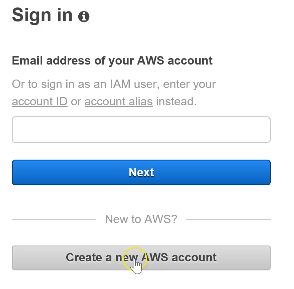 Sign in
Email address of your AWS account
Or to sign in as an IAM user, enter your
account ID or account alias instead.
Next
New to AWS?
Create a new AWS account